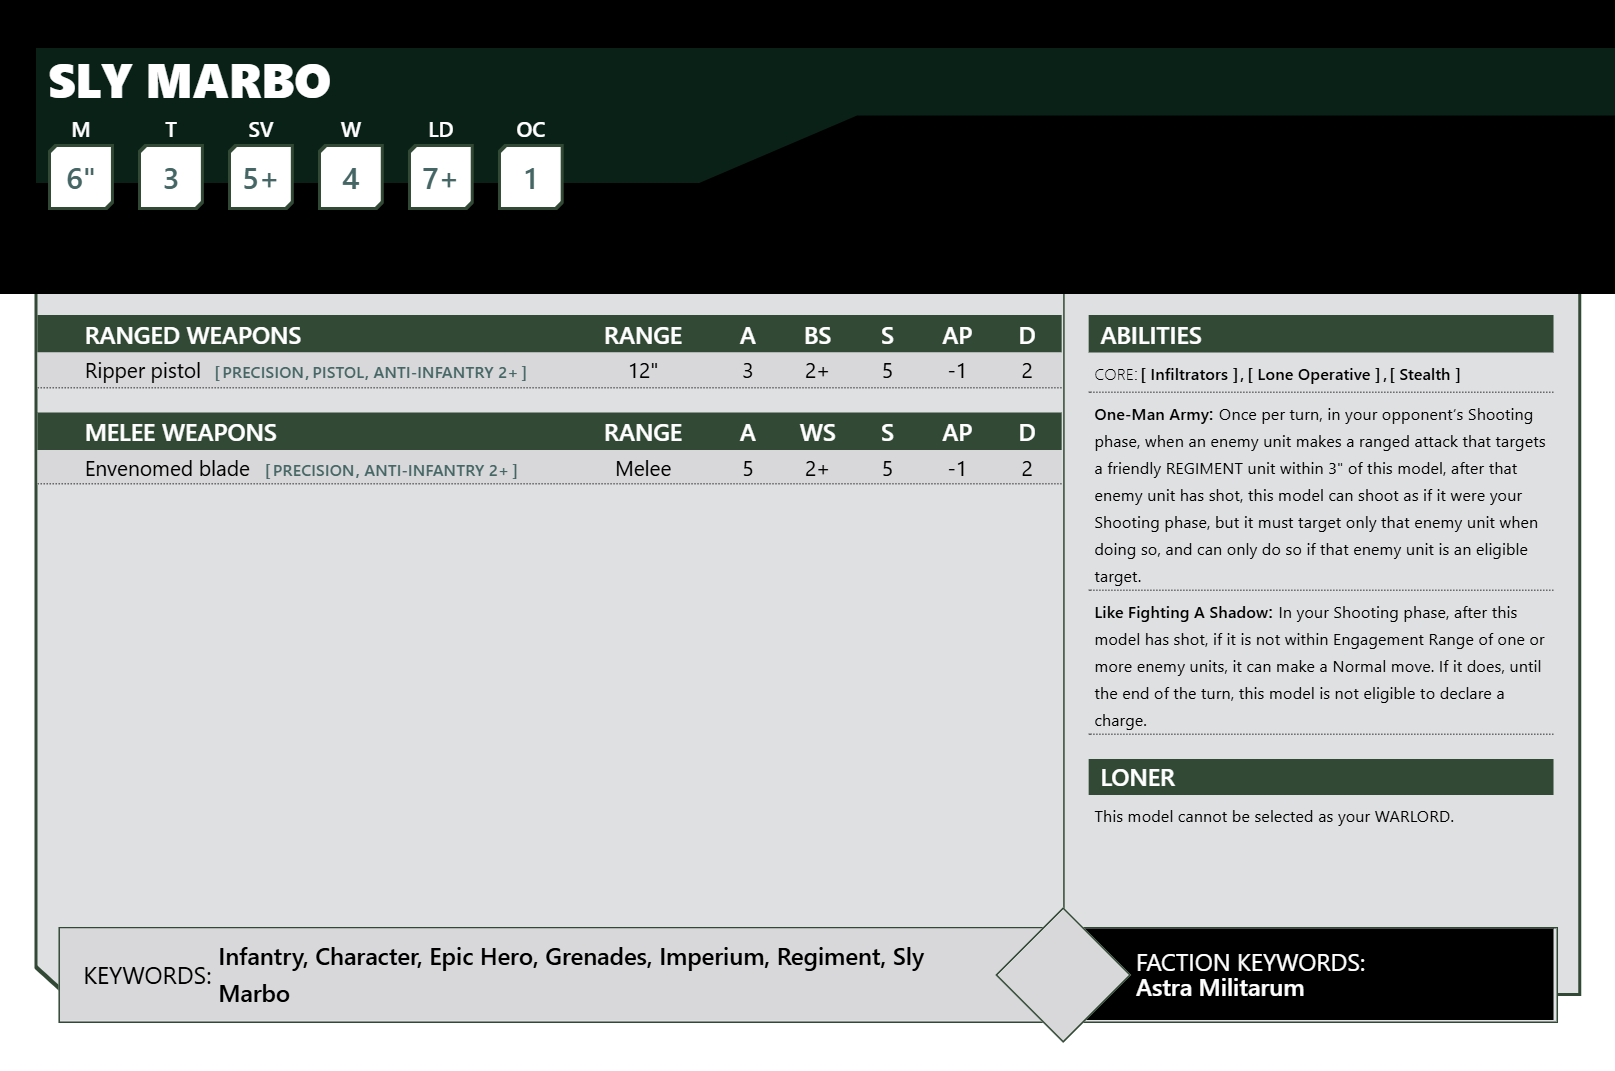 SLY MARBO
M T SV W LD OC
6" 3 5+ 4 7+ 1
RANGED WEAPONS RANGE A BS S AP D
Ripper pistol [PRECISION, PISTOL, ANTI-INFANTRY 2+] 12" 3 2+ 5 -1 2
MELEE WEAPONS RANGE A WS S AP D
Envenomed blade [PRECISION, ANTI-INFANTRY 2+] Melee 5 2+ 5 -1 2
ABILITIES
CORE: [ Infiltrators ], [ Lone Operative ], [ Stealth ]
One-Man Army: Once per turn, in your opponent's Shooting
phase, when an enemy unit makes a ranged attack that targets
a friendly REGIMENT unit within 3" of this model, after that
enemy unit has shot, this model can shoot as if it were your
Shooting phase, but it must target only that enemy unit when
doing so, and can only do so if that enemy unit is an eligible
target.
Like Fighting A Shadow: In your Shooting phase, after this
model has shot, if it is not within Engagement Range of one or
more enemy units, it can make a Normal move. If it does, until
the end of the turn, this model is not eligible to declare a
charge.
LONER
This model cannot be selected as your WARLORD.
KEYWORDS: Infantry, Character, Epic Hero, Grenades, Imperium, Regiment, Sly
Marbo
FACTION KEYWORDS:
Astra Militarum